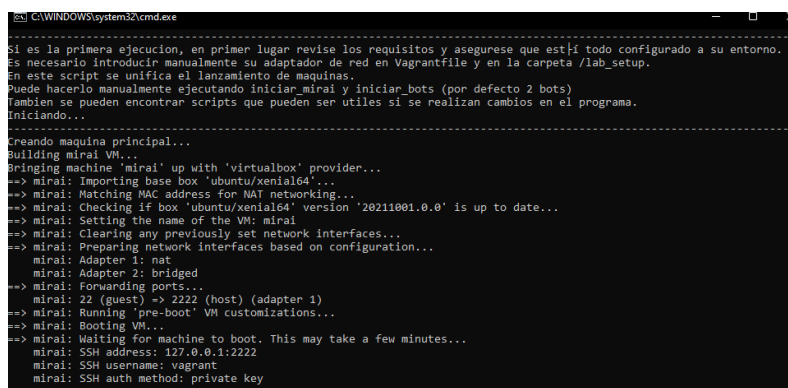 C:\WINDOWS\system32\cmd.exe
--------------------------------------------------------------------------------
Si es la primera ejecucion, en primer lugar revise los requisitos y asegurese que est├í todo configurado a su entorno.
Es necesario introducir manualmente su adaptador de red en Vagrantfile y en la carpeta /lab_setup.
En este script se unifica el lanzamiento de maquinas.
Puede hacerlo manualmente ejecutando iniciar_mirai y iniciar_bots (por defecto 2 bots)
Tambien se pueden encontrar scripts que pueden ser utiles si se realizan cambios en el programa.
Iniciando...
--------------------------------------------------------------------------------
Creando maquina principal...
Building mirai VM...
Bringing machine 'mirai' up with 'virtualbox' provider...
==> mirai: Importing base box 'ubuntu/xenial64'...
==> mirai: Matching MAC address for NAT networking...
==> mirai: Checking if box 'ubuntu/xenial64' version '20211001.0.0' is up to date...
==> mirai: Setting the name of the VM: mirai
==> mirai: Clearing any previously set network interfaces...
==> mirai: Preparing network interfaces based on configuration...
    mirai: Adapter 1: nat
    mirai: Adapter 2: bridged
==> mirai: Forwarding ports...
    mirai: 22 (guest) => 2222 (host) (adapter 1)
==> mirai: Running 'pre-boot' VM customizations...
==> mirai: Booting VM...
==> mirai: Waiting for machine to boot. This may take a few minutes...
    mirai: SSH address: 127.0.0.1:2222
    mirai: SSH username: vagrant
    mirai: SSH auth method: private key